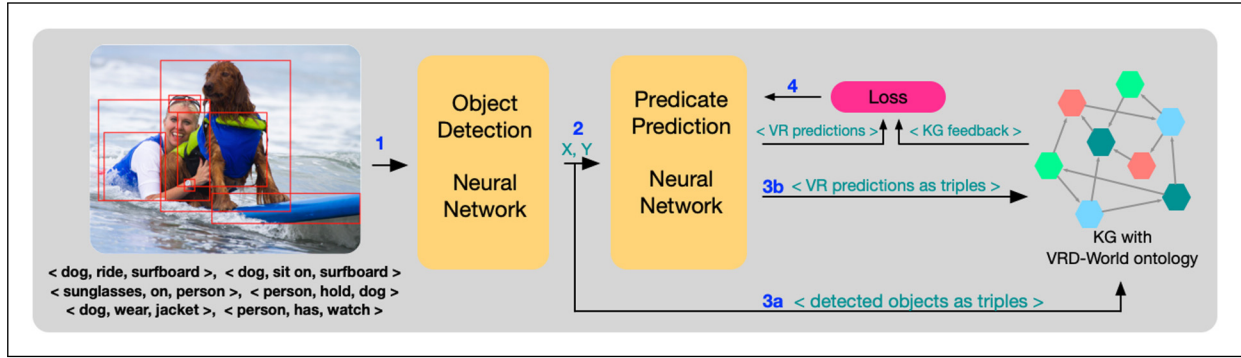 1
Object
Detection
Neural
Network
2
X, Y
Predicate
Prediction
Neural
Network
4
Loss
< VR predictions >
< KG feedback >
3b < VR predictions as triples >
KG with
VRD-World ontology
3a < detected objects as triples >
< dog, ride, surfboard >, < dog, sit on, surfboard >
< sunglasses, on, person >, < person, hold, dog >
< dog, wear, jacket >, < person, has, watch >